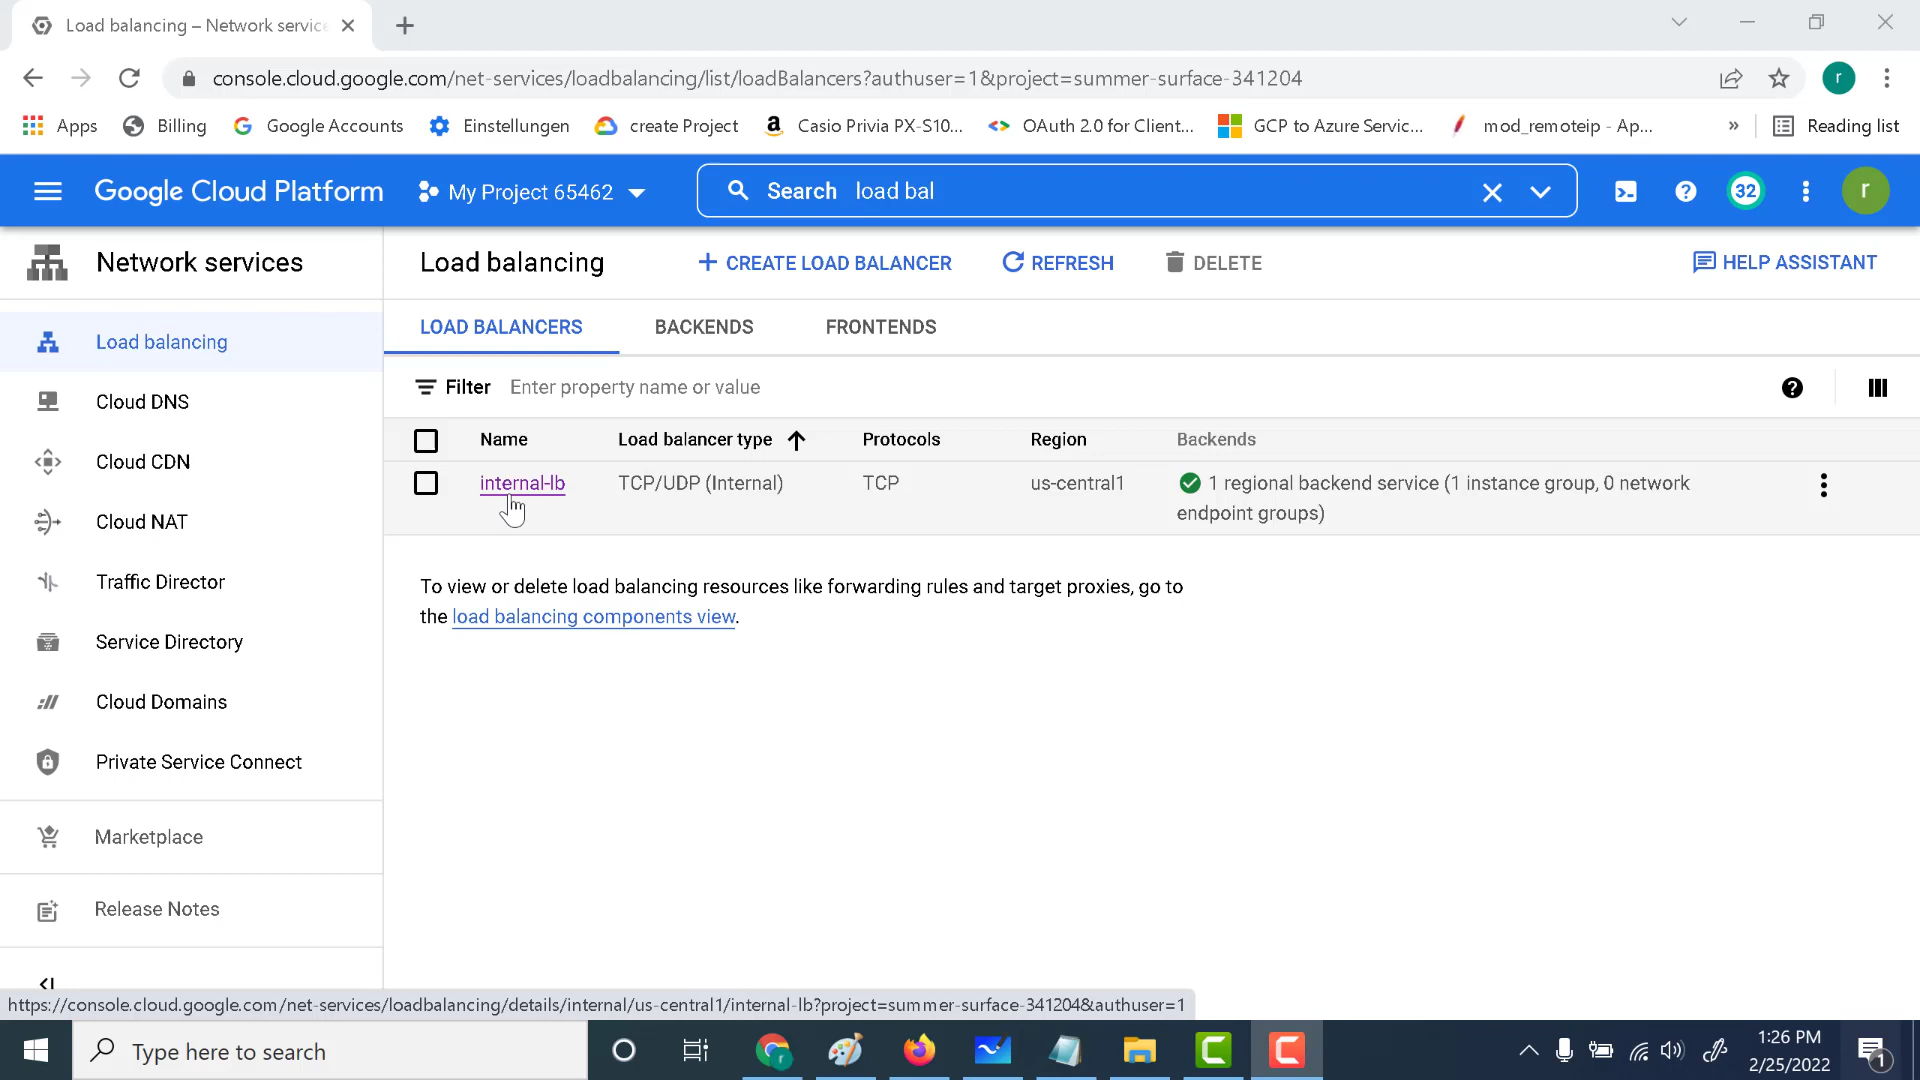 Load balancing – Network service
console.cloud.google.com/net-services/loadbalancing/list/loadBalancers?authuser=1&project=summer-surface-341204
r
Apps
Billing
Google Accounts
Einstellungen
create Project
Casio Privia PX-S10...
OAuth 2.0 for Client...
GCP to Azure Servic...
mod_remoteip - Ap...
»
Reading list
Google Cloud Platform
My Project 65462
Search load bal
32
r
Network services
Load balancing
CREATE LOAD BALANCER
REFRESH
DELETE
HELP ASSISTANT
Load balancing
Cloud DNS
Cloud CDN
Cloud NAT
Traffic Director
Service Directory
Cloud Domains
Private Service Connect
Marketplace
Release Notes
LOAD BALANCERS
BACKENDS
FRONTENDS
Filter Enter property name or value
Name Load balancer type Protocols Region Backends
internal-lb TCP/UDP (Internal) TCP us-central1 1 regional backend service (1 instance group, 0 network
endpoint groups)
To view or delete load balancing resources like forwarding rules and target proxies, go to
the load balancing components view.
https://console.cloud.google.com/net-services/loadbalancing/details/internal/us-central1/internal-lb?project=summer-surface-341204&authuser=1
Type here to search
1:26 PM
2/25/2022
1